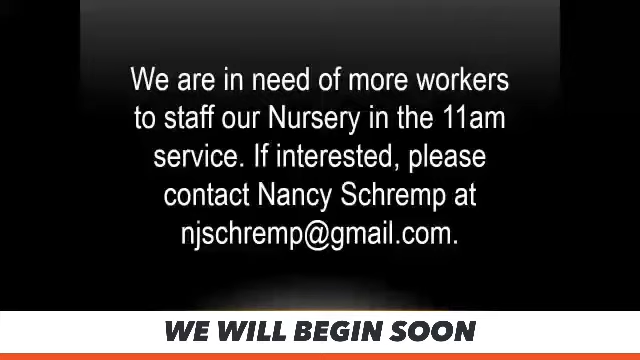 We are in need of more workers
to staff our Nursery in the 11am
service. If interested, please
contact Nancy Schremp at
njschremp@gmail.com.
WE WILL BEGIN SOON